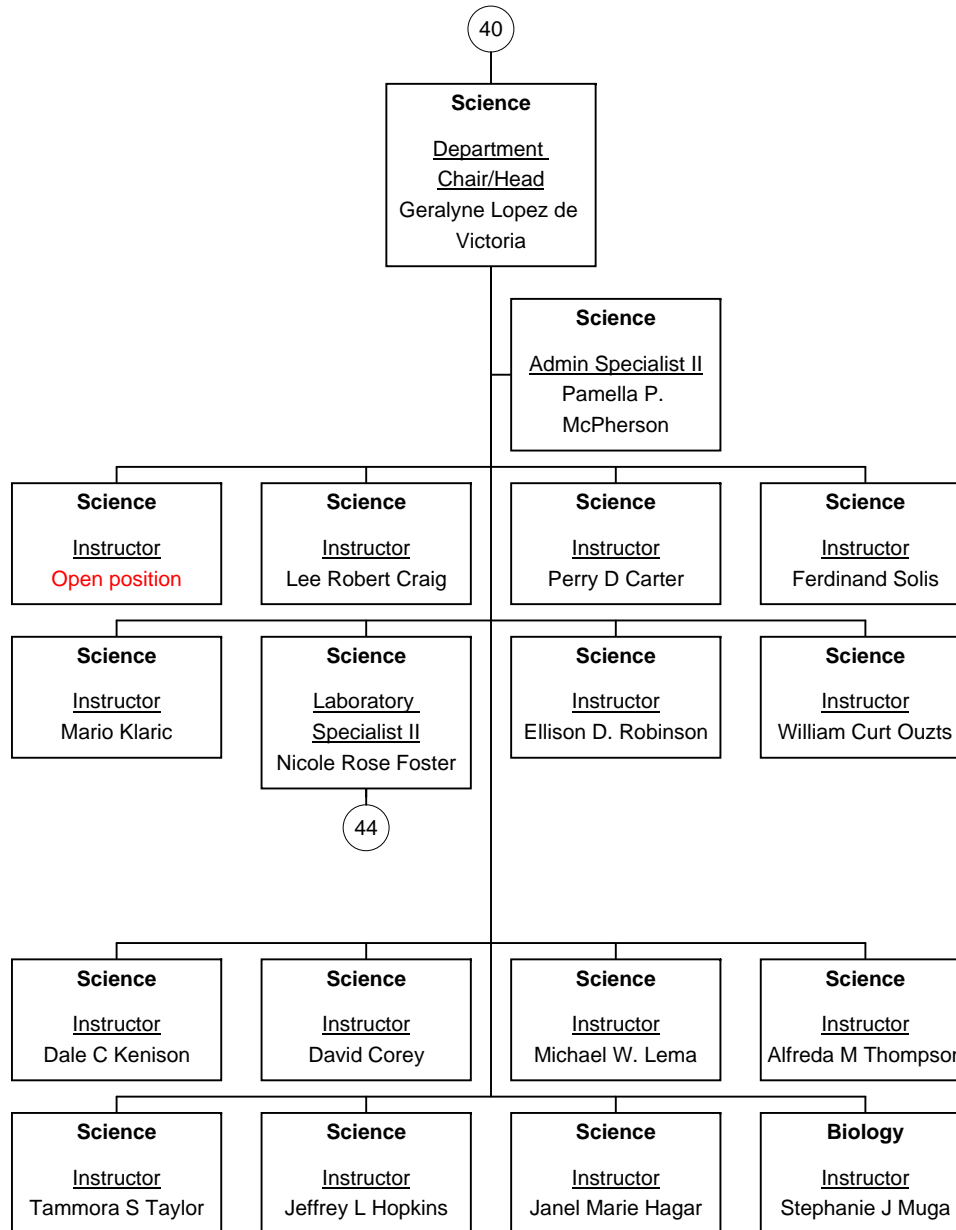 40
Science
Department
Chair/Head
Geralyne Lopez de
Victoria
Science
Admin Specialist II
Pamella P.
McPherson
Science
Instructor
Open position
Science
Instructor
Lee Robert Craig
Science
Instructor
Perry D Carter
Science
Instructor
Ferdinand Solis
Science
Instructor
Mario Klaric
Science
Laboratory
Specialist II
Nicole Rose Foster
44
Science
Instructor
Ellison D. Robinson
Science
Instructor
William Curt Ouzts
Science
Instructor
Dale C Kenison
Science
Instructor
David Corey
Science
Instructor
Michael W. Lema
Science
Instructor
Alfreda M Thompson
Science
Instructor
Tammora S Taylor
Science
Instructor
Jeffrey L Hopkins
Science
Instructor
Janel Marie Hagar
Biology
Instructor
Stephanie J Muga